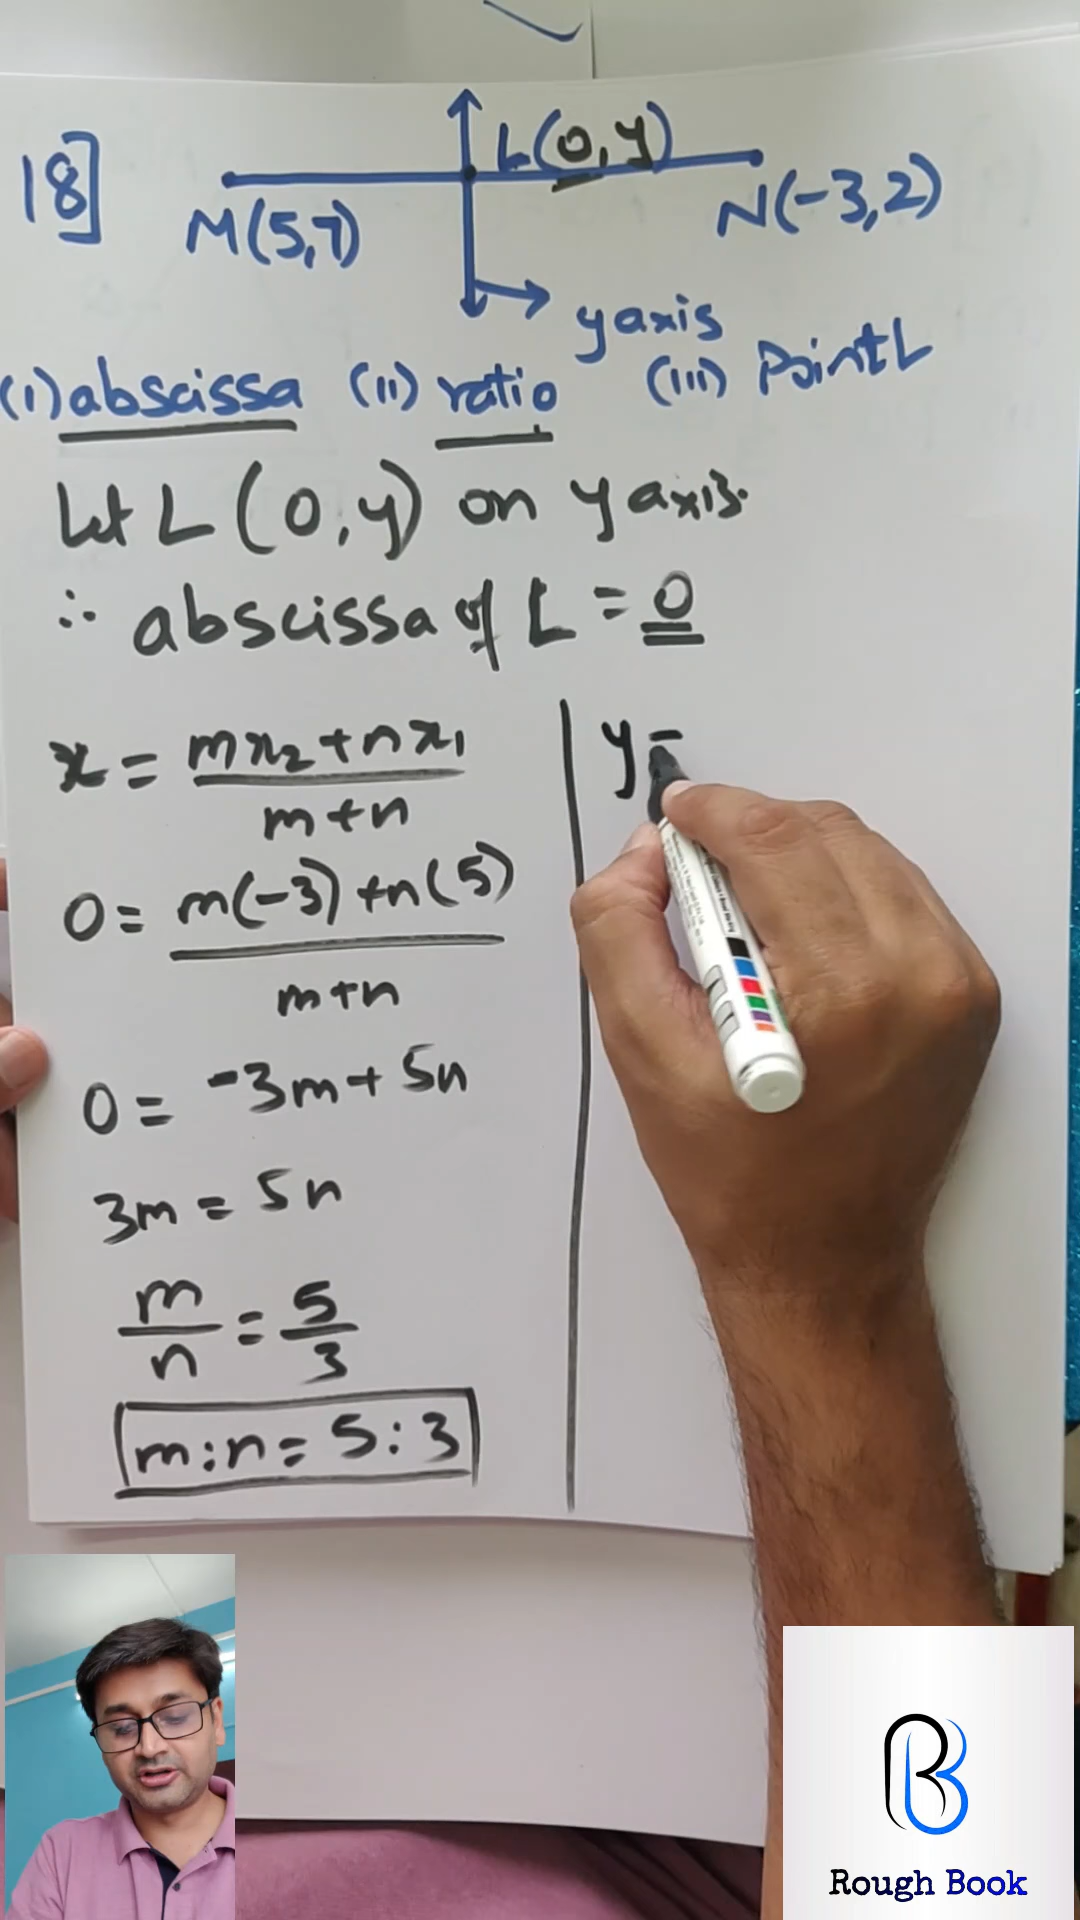 18]
L(0,y)
M(5,7)
N(-3,2)
y axis
(i) abscissa (ii) ratio (iii) Point L
Let L(0,y) on y axis.
∴ abscissa of L = 0
x = mx₂+nx₁
m+n
0 = m(-3)+n(5)
m+n
0 = -3m+5n
3m = 5n
m/n = 5/3
m:n = 5:3
y=
Rough Book